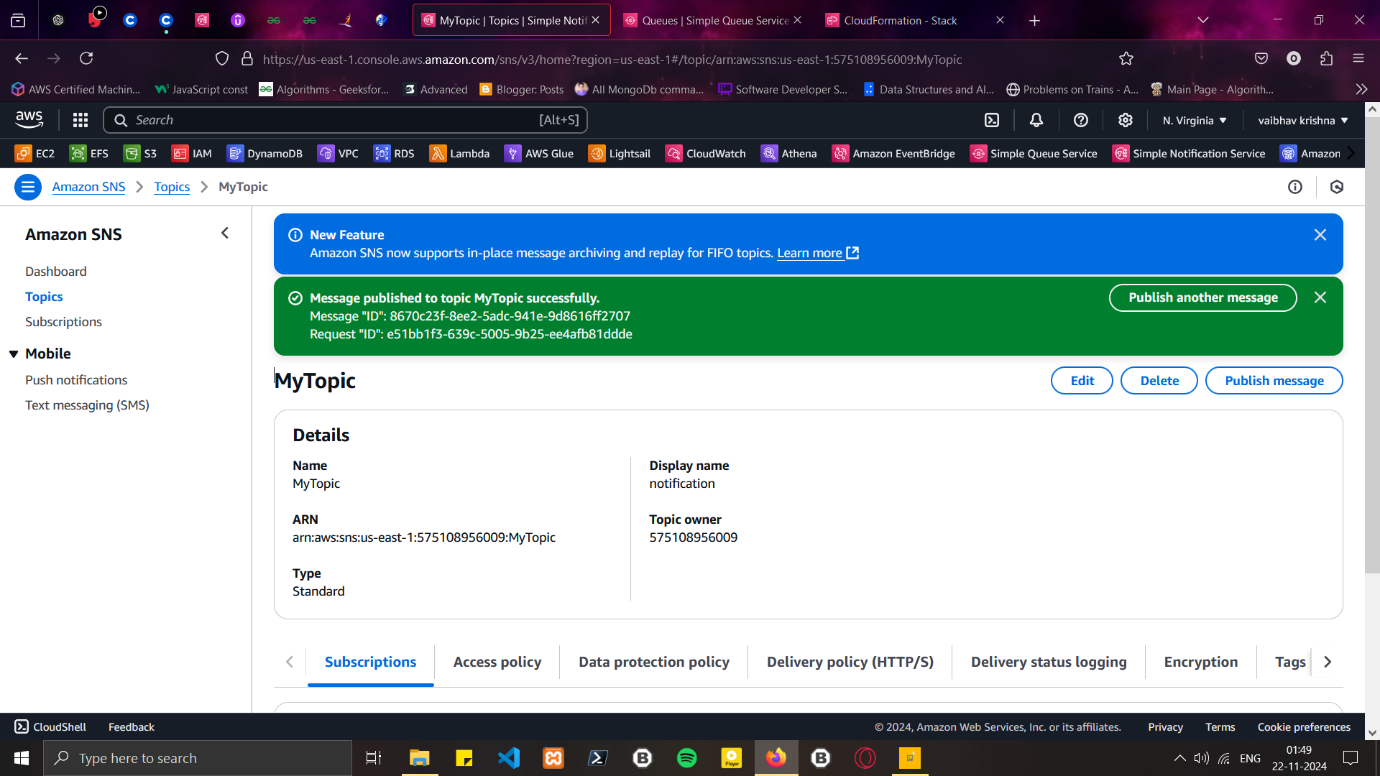 MyTopic | Topics | Simple Notif
Queues | Simple Queue Service
CloudFormation - Stack
https://us-east-1.console.aws.amazon.com/sns/v3/home?region=us-east-1#/topic/arn:aws:sns:us-east-1:575108956009:MyTopic
AWS Certified Machin... JavaScript const Algorithms - Geeksfor... Advanced Blogger: Posts All MongoDb comma... Software Developer S... Data Structures and Al... Problems on Trains - A... Main Page - Algorith...
aws Search [Alt+S] N. Virginia vaibhav krishna
EC2 EFS S3 IAM DynamoDB VPC RDS Lambda AWS Glue Lightsail CloudWatch Athena Amazon EventBridge Simple Queue Service Simple Notification Service Amazon
Amazon SNS Topics MyTopic
Amazon SNS
Dashboard
Topics
Subscriptions
Mobile
Push notifications
Text messaging (SMS)
New Feature
Amazon SNS now supports in-place message archiving and replay for FIFO topics. Learn more
Message published to topic MyTopic successfully.
Message "ID": 8670c23f-8ee2-5adc-941e-9d8616ff2707
Request "ID": e51bb1f3-639c-5005-9b25-ee4afb81ddde
Publish another message
MyTopic
Edit Delete Publish message
Details
Name
MyTopic
ARN
arn:aws:sns:us-east-1:575108956009:MyTopic
Type
Standard
Display name
notification
Topic owner
575108956009
Subscriptions Access policy Data protection policy Delivery policy (HTTP/S) Delivery status logging Encryption Tags
CloudShell Feedback © 2024, Amazon Web Services, Inc. or its affiliates. Privacy Terms Cookie preferences
Type here to search
ENG
01:49
22-11-2024